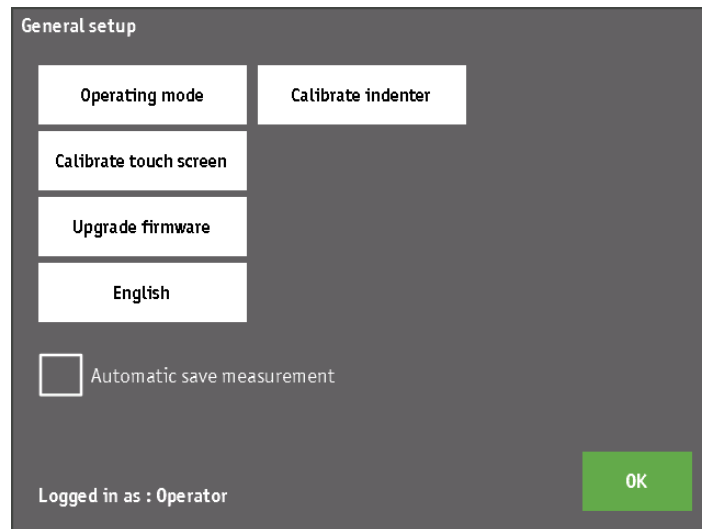 General setup
Operating mode
Calibrate indenter
Calibrate touch screen
Upgrade firmware
English
Automatic save measurement
Logged in as : Operator
OK